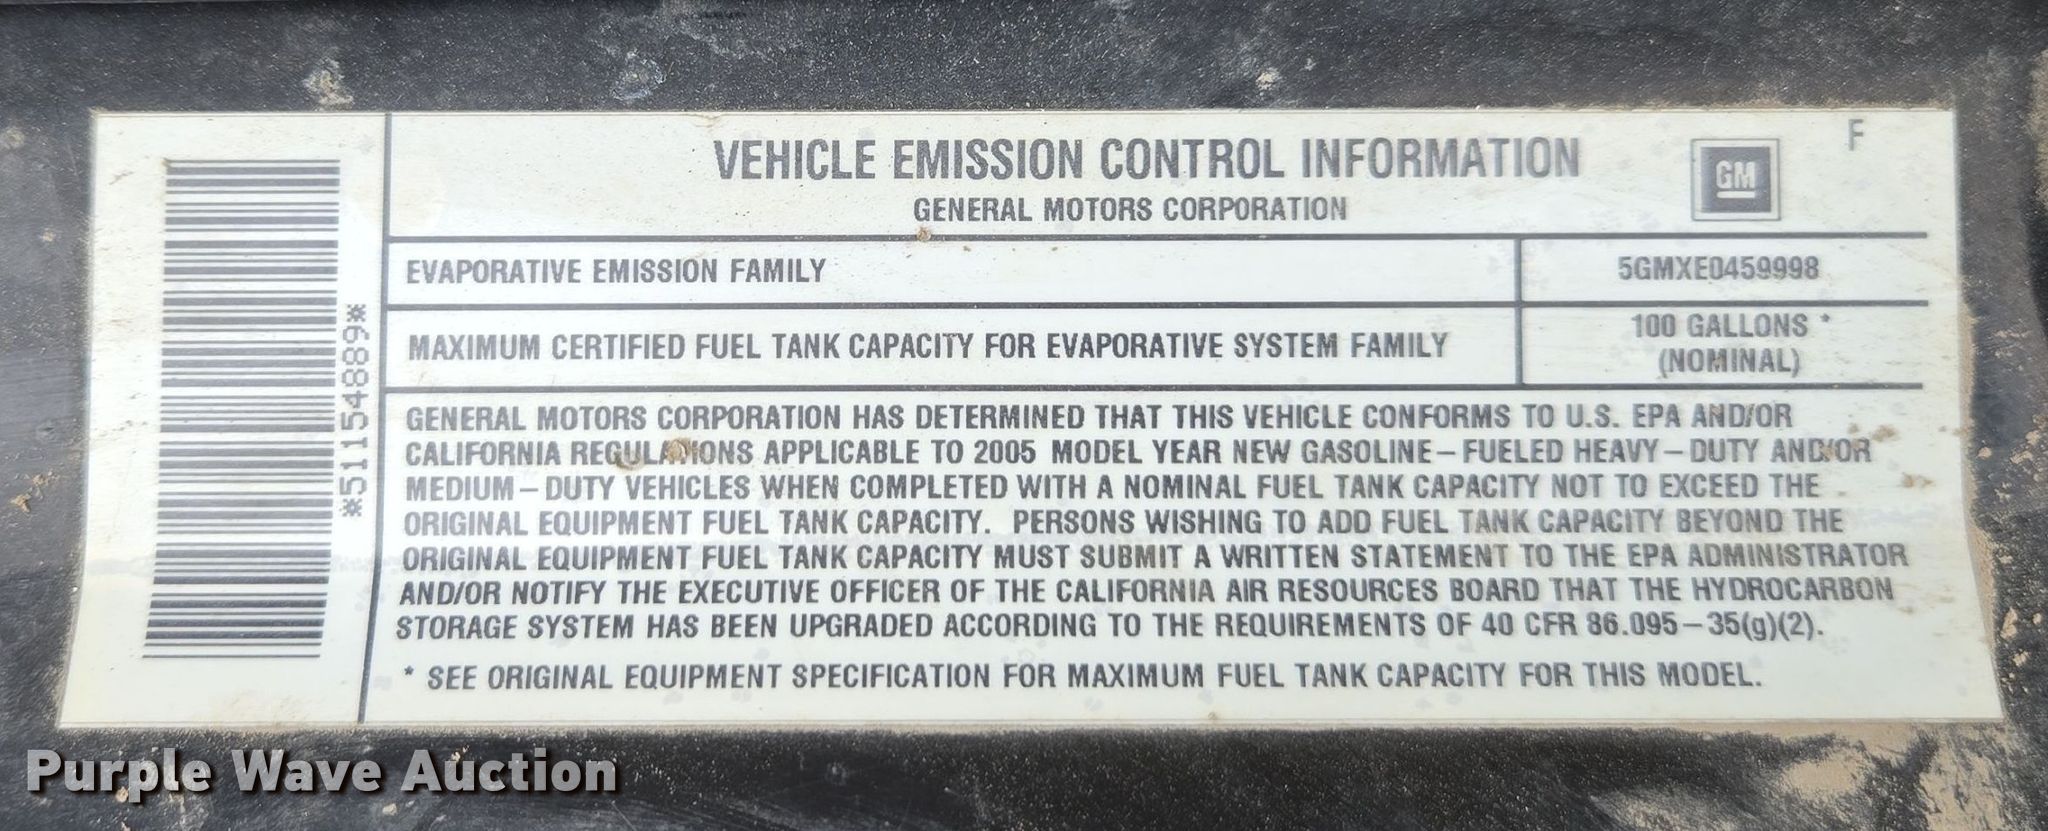 VEHICLE EMISSION CONTROL INFORMATION
GM
F
GENERAL MOTORS CORPORATION
EVAPORATIVE EMISSION FAMILY 5GMXE0459998
MAXIMUM CERTIFIED FUEL TANK CAPACITY FOR EVAPORATIVE SYSTEM FAMILY 100 GALLONS *
(NOMINAL)
GENERAL MOTORS CORPORATION HAS DETERMINED THAT THIS VEHICLE CONFORMS TO U.S. EPA AND/OR
CALIFORNIA REGULATIONS APPLICABLE TO 2005 MODEL YEAR NEW GASOLINE-FUELED HEAVY-DUTY AND/OR
MEDIUM-DUTY VEHICLES WHEN COMPLETED WITH A NOMINAL FUEL TANK CAPACITY NOT TO EXCEED THE
ORIGINAL EQUIPMENT FUEL TANK CAPACITY. PERSONS WISHING TO ADD FUEL TANK CAPACITY BEYOND THE
ORIGINAL EQUIPMENT FUEL TANK CAPACITY MUST SUBMIT A WRITTEN STATEMENT TO THE EPA ADMINISTRATOR
AND/OR NOTIFY THE EXECUTIVE OFFICER OF THE CALIFORNIA AIR RESOURCES BOARD THAT THE HYDROCARBON
STORAGE SYSTEM HAS BEEN UPGRADED ACCORDING TO THE REQUIREMENTS OF 40 CFR 86.095-35(g)(2).
* SEE ORIGINAL EQUIPMENT SPECIFICATION FOR MAXIMUM FUEL TANK CAPACITY FOR THIS MODEL.
*51154889*
Purple Wave Auction